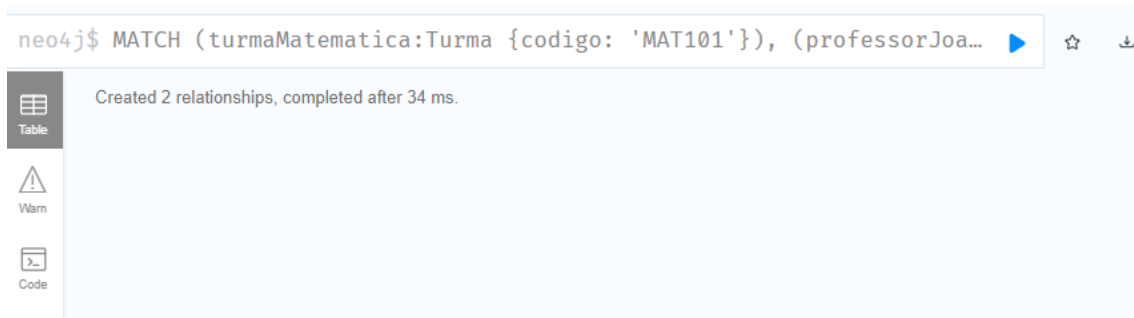 neo4j$ MATCH (turmaMatematica:Turma {codigo: 'MAT101'}), (professorJoa…
Created 2 relationships, completed after 34 ms.
Table
Warn
Code